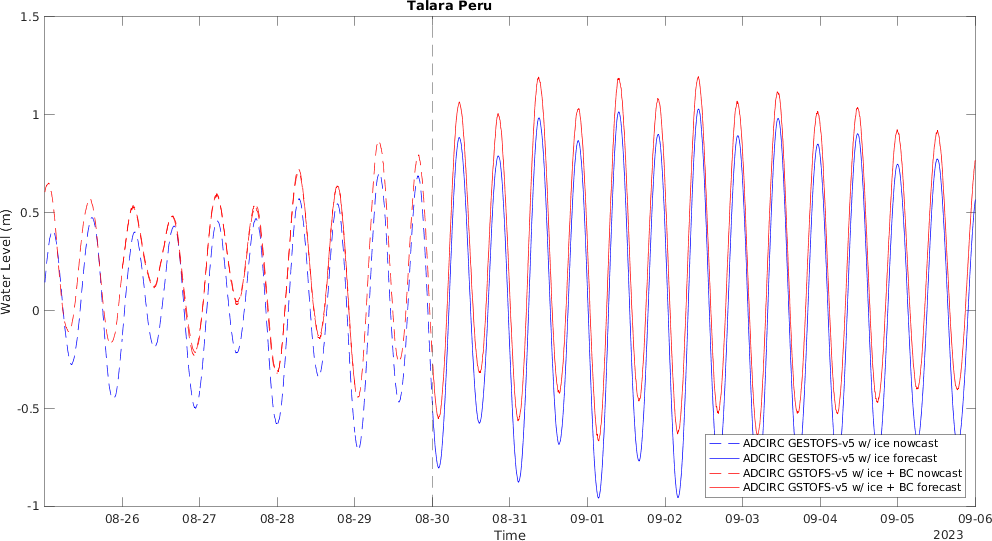 Talara Peru
1.5
1
0.5
0
-0.5
-1
Water Level (m)
ADCIRC GESTOFS-v5 w/ ice nowcast
ADCIRC GESTOFS-v5 w/ ice forecast
ADCIRC GSTOFS-v5 w/ ice + BC nowcast
ADCIRC GSTOFS-v5 w/ ice + BC forecast
08-26 08-27 08-28 08-29 08-30 08-31 09-01 09-02 09-03 09-04 09-05 09-06
Time
2023